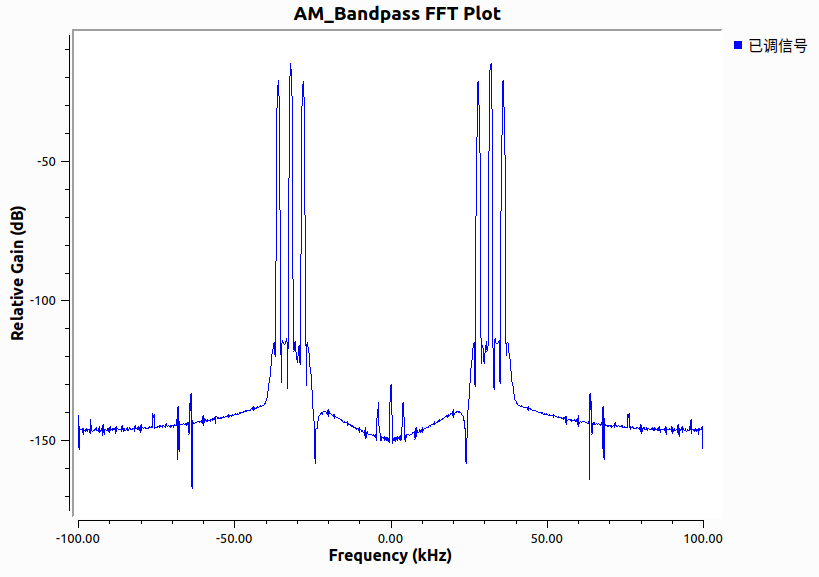 AM_Bandpass FFT Plot
已调信号
Relative Gain (dB)
-50
-100
-150
-100.00
-50.00
0.00
50.00
100.00
Frequency (kHz)